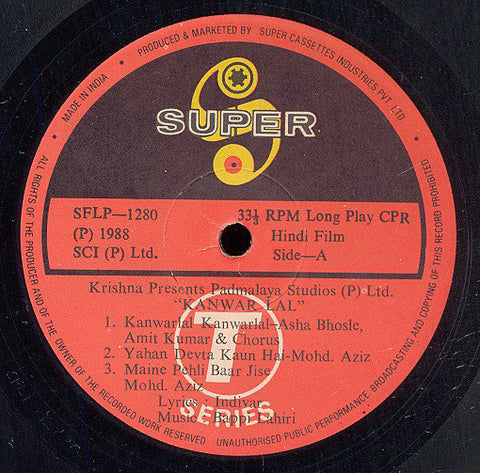 • PRODUCED & MARKETED BY SUPER CASSETTES INDUSTRIES PVT. LTD.
• MADE IN INDIA •
SUPER
SFLP—1280
33⅓ RPM Long Play CPR
(P) 1988
Hindi Film
SCI (P) Ltd.
Side—A
Krishna Presents Padmalaya Studios (P) Ltd.
"KANWAR LAL"
1. Kanwarlal Kanwarlal—Asha Bhosle,
Amit Kumar & Chorus
2. Yahan Devta Kaun Hai-Mohd. Aziz
3. Maine Pehli Baar Jise
Mohd. Aziz
Lyrics : Indivar
Music : Bappi Lahiri
T
SERIES
ALL RIGHTS OF THE PRODUCER AND OF THE OWNER OF THE RECORDED WORK RESERVED
UNAUTHORISED PUBLIC PERFORMANCE, BROADCASTING AND COPYING OF THIS RECORD PROHIBITED